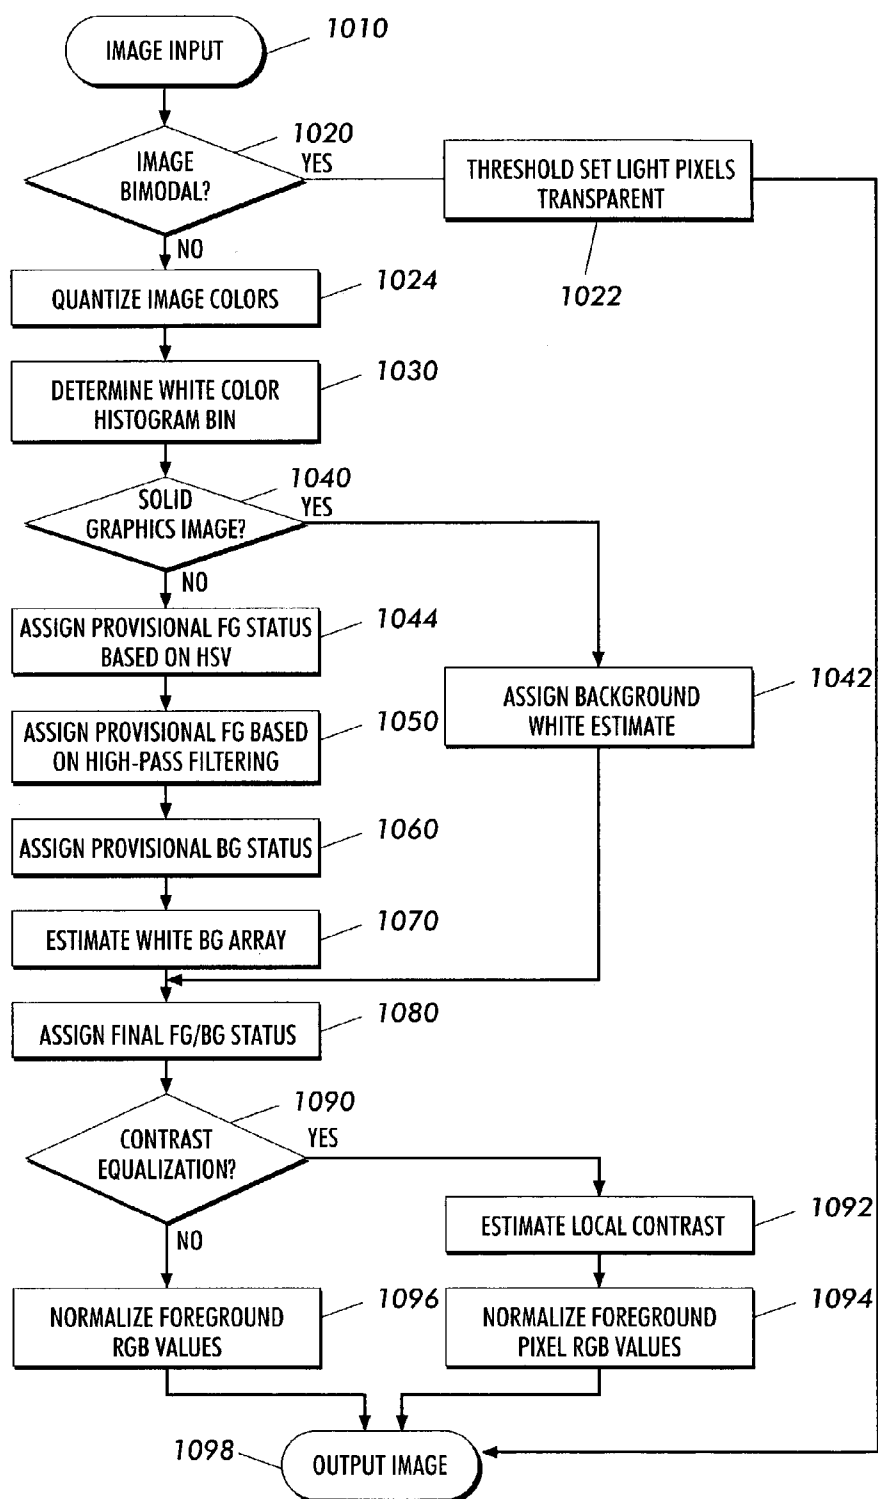 IMAGE INPUT
1010
1020
IMAGE
BIMODAL?
YES
THRESHOLD SET LIGHT PIXELS
TRANSPARENT
1022
NO
QUANTIZE IMAGE COLORS
1024
DETERMINE WHITE COLOR
HISTOGRAM BIN
1030
1040
SOLID
GRAPHICS IMAGE?
YES
NO
ASSIGN PROVISIONAL FG STATUS
BASED ON HSV
1044
ASSIGN BACKGROUND
WHITE ESTIMATE
1042
ASSIGN PROVISIONAL FG BASED
ON HIGH-PASS FILTERING
1050
ASSIGN PROVISIONAL BG STATUS
1060
ESTIMATE WHITE BG ARRAY
1070
ASSIGN FINAL FG/BG STATUS
1080
1090
CONTRAST
EQUALIZATION?
YES
NO
ESTIMATE LOCAL CONTRAST
1092
NORMALIZE FOREGROUND
RGB VALUES
1096
NORMALIZE FOREGROUND
PIXEL RGB VALUES
1094
1098
OUTPUT IMAGE